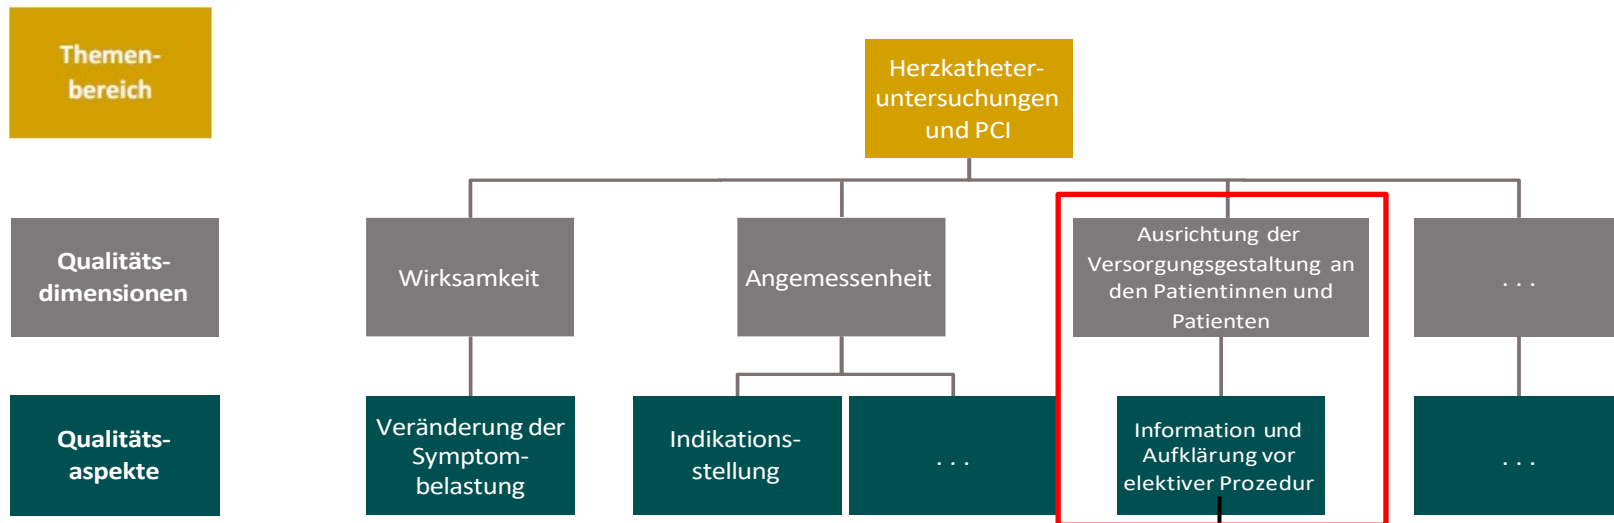 Themen-
bereich
Herzkatheter-
untersuchungen
und PCI
Qualitäts-
dimensionen
Wirksamkeit
Angemessenheit
Ausrichtung der
Versorgungsgestaltung an
den Patientinnen und
Patienten
. . .
Qualitäts-
aspekte
Veränderung der
Symptom-
belastung
Indikations-
stellung
. . .
Information und
Aufklärung vor
elektiver Prozedur
. . .